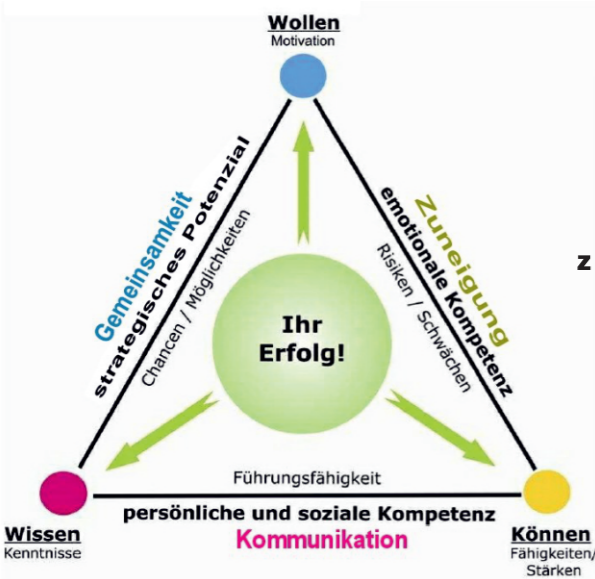 Wollen
Motivation
Gemeinsamkeit
strategisches Potenzial
Chancen / Möglichkeiten
Zuneigung
emotionale Kompetenz
Risiken / Schwächen
z
Ihr
Erfolg!
Führungsfähigkeit
persönliche und soziale Kompetenz
Kommunikation
Wissen
Kenntnisse
Können
Fähigkeiten/
Stärken